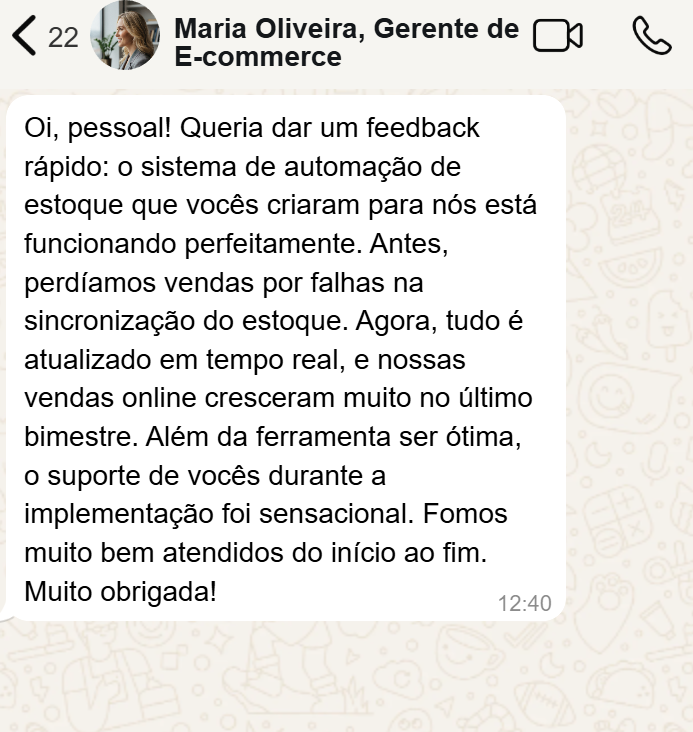 22
Maria Oliveira, Gerente de
E-commerce
Oi, pessoal! Queria dar um feedback
rápido: o sistema de automação de
estoque que vocês criaram para nós está
funcionando perfeitamente. Antes,
perdíamos vendas por falhas na
sincronização do estoque. Agora, tudo é
atualizado em tempo real, e nossas
vendas online cresceram muito no último
bimestre. Além da ferramenta ser ótima,
o suporte de vocês durante a
implementação foi sensacional. Fomos
muito bem atendidos do início ao fim.
Muito obrigada!
12:40